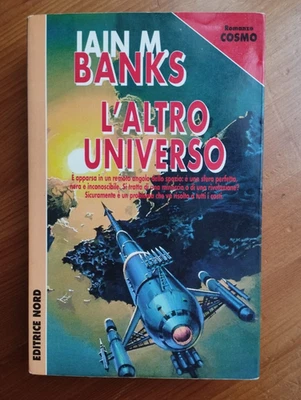 IAIN M.
BANKS
Romanzo
COSMO
L'ALTRO
UNIVERSO
È apparsa in un remoto angolo dello spazio: è una sfera perfetta,
nera e inconoscibile. Si tratta di una minaccia o di una rivelazione?
Sicuramente è un problema che va risolto a tutti i costi.
EDITRICE NORD